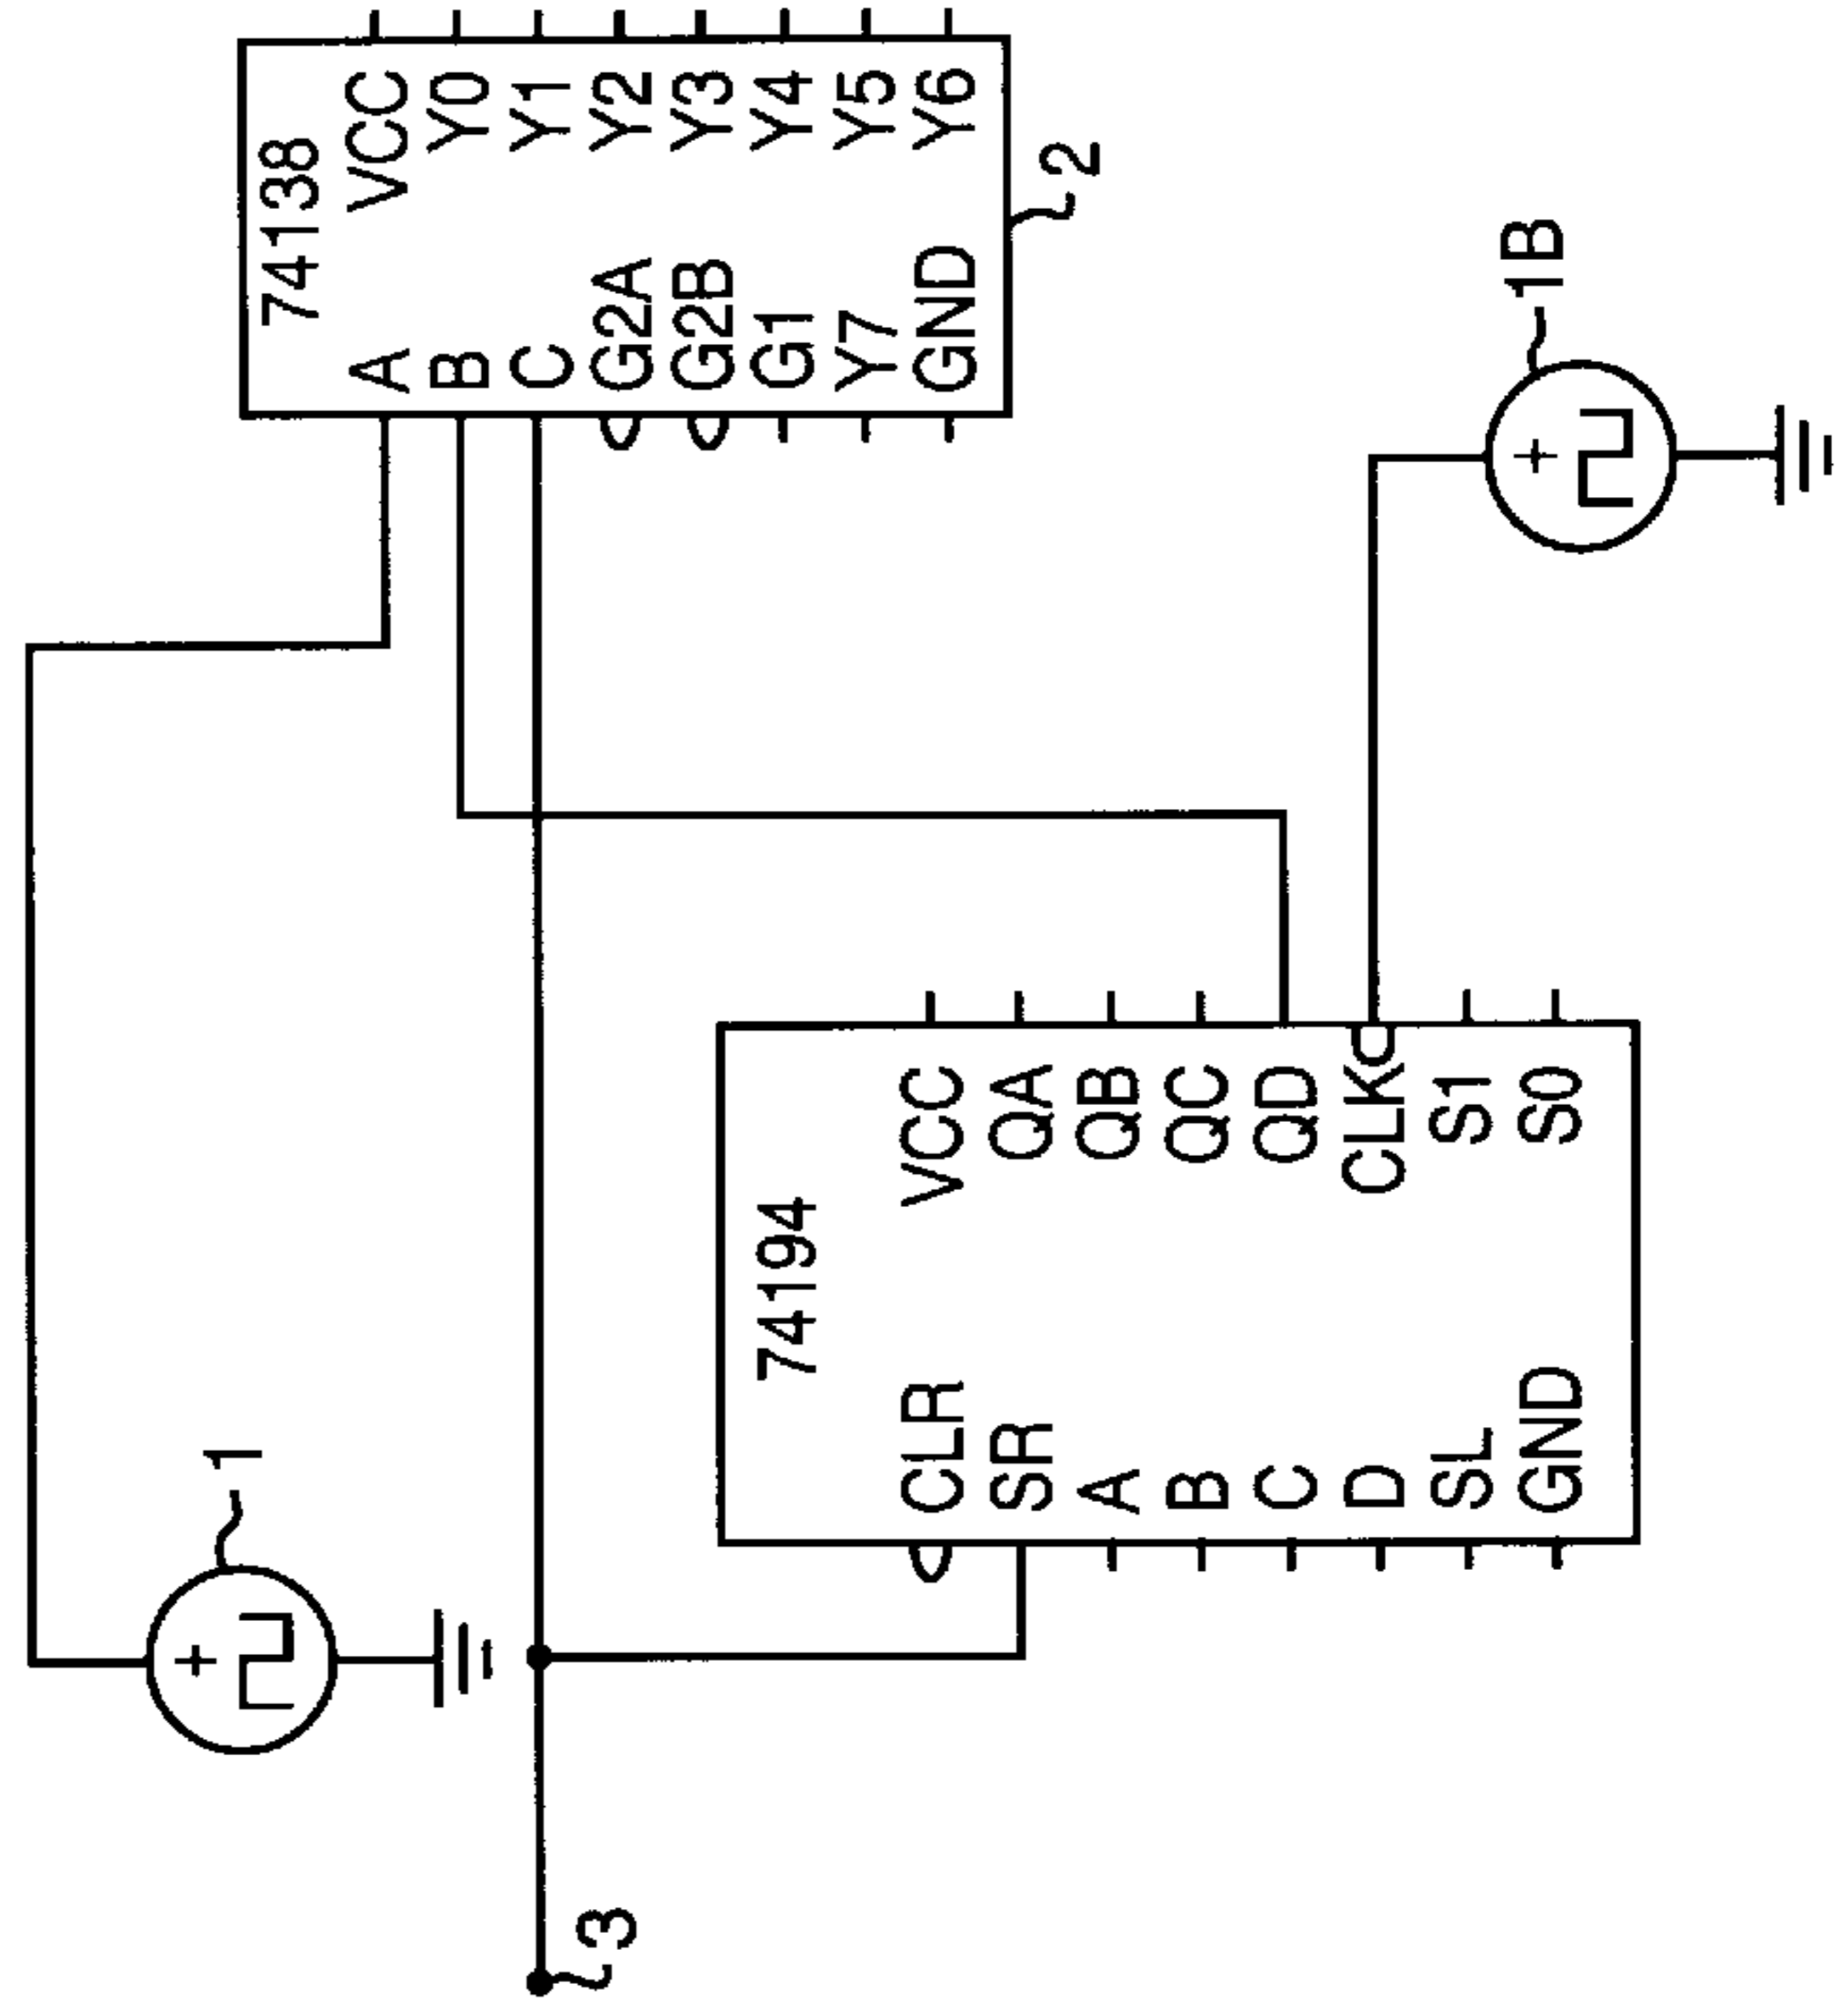 1
3
74138
A
VCC
B
Y0
C
Y1
G2A
Y2
G2B
Y3
G1
Y4
Y7
Y5
GND
Y6
2
74194
CLR
VCC
SR
QA
A
QB
B
QC
C
QD
D
CLK
SL
S1
GND
S0
1B
+
+